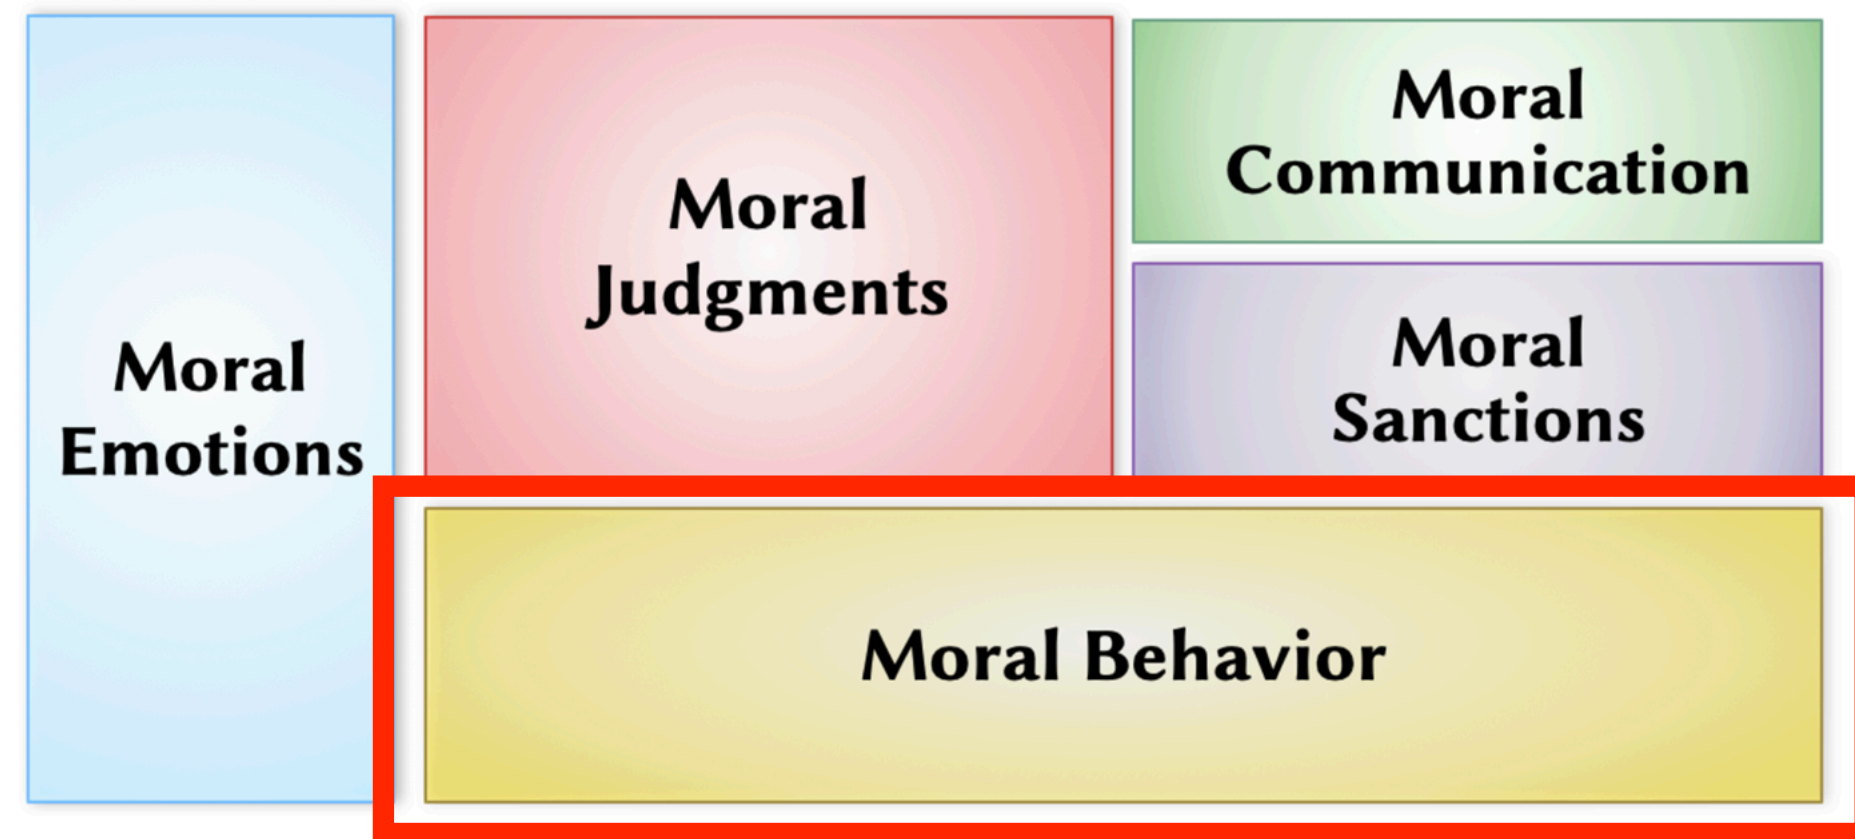 Moral
Emotions
Moral
Judgments
Moral
Communication
Moral
Sanctions
Moral Behavior